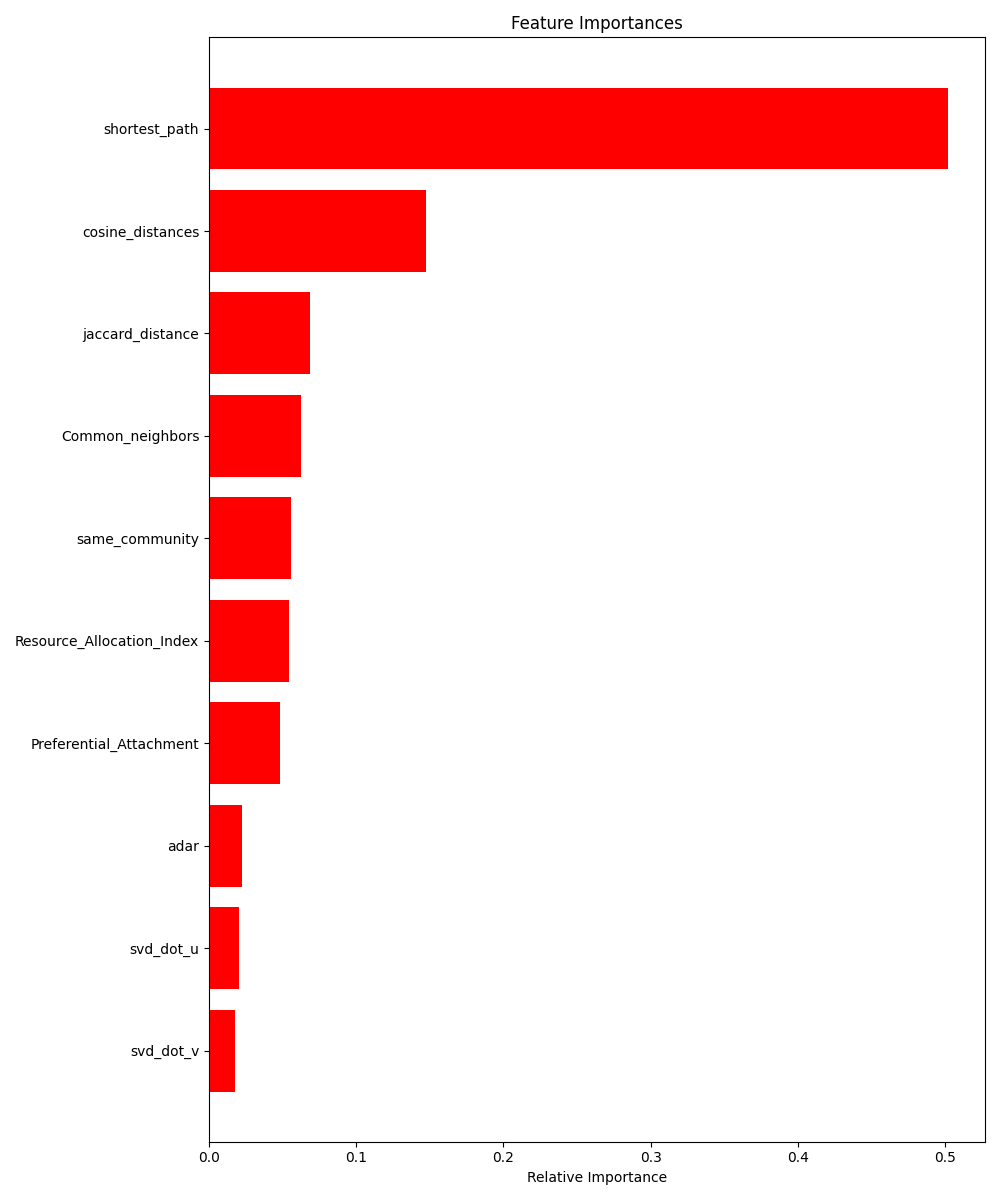 Feature Importances
shortest_path
cosine_distances
jaccard_distance
Common_neighbors
same_community
Resource_Allocation_Index
Preferential_Attachment
adar
svd_dot_u
svd_dot_v
0.0 0.1 0.2 0.3 0.4 0.5
Relative Importance